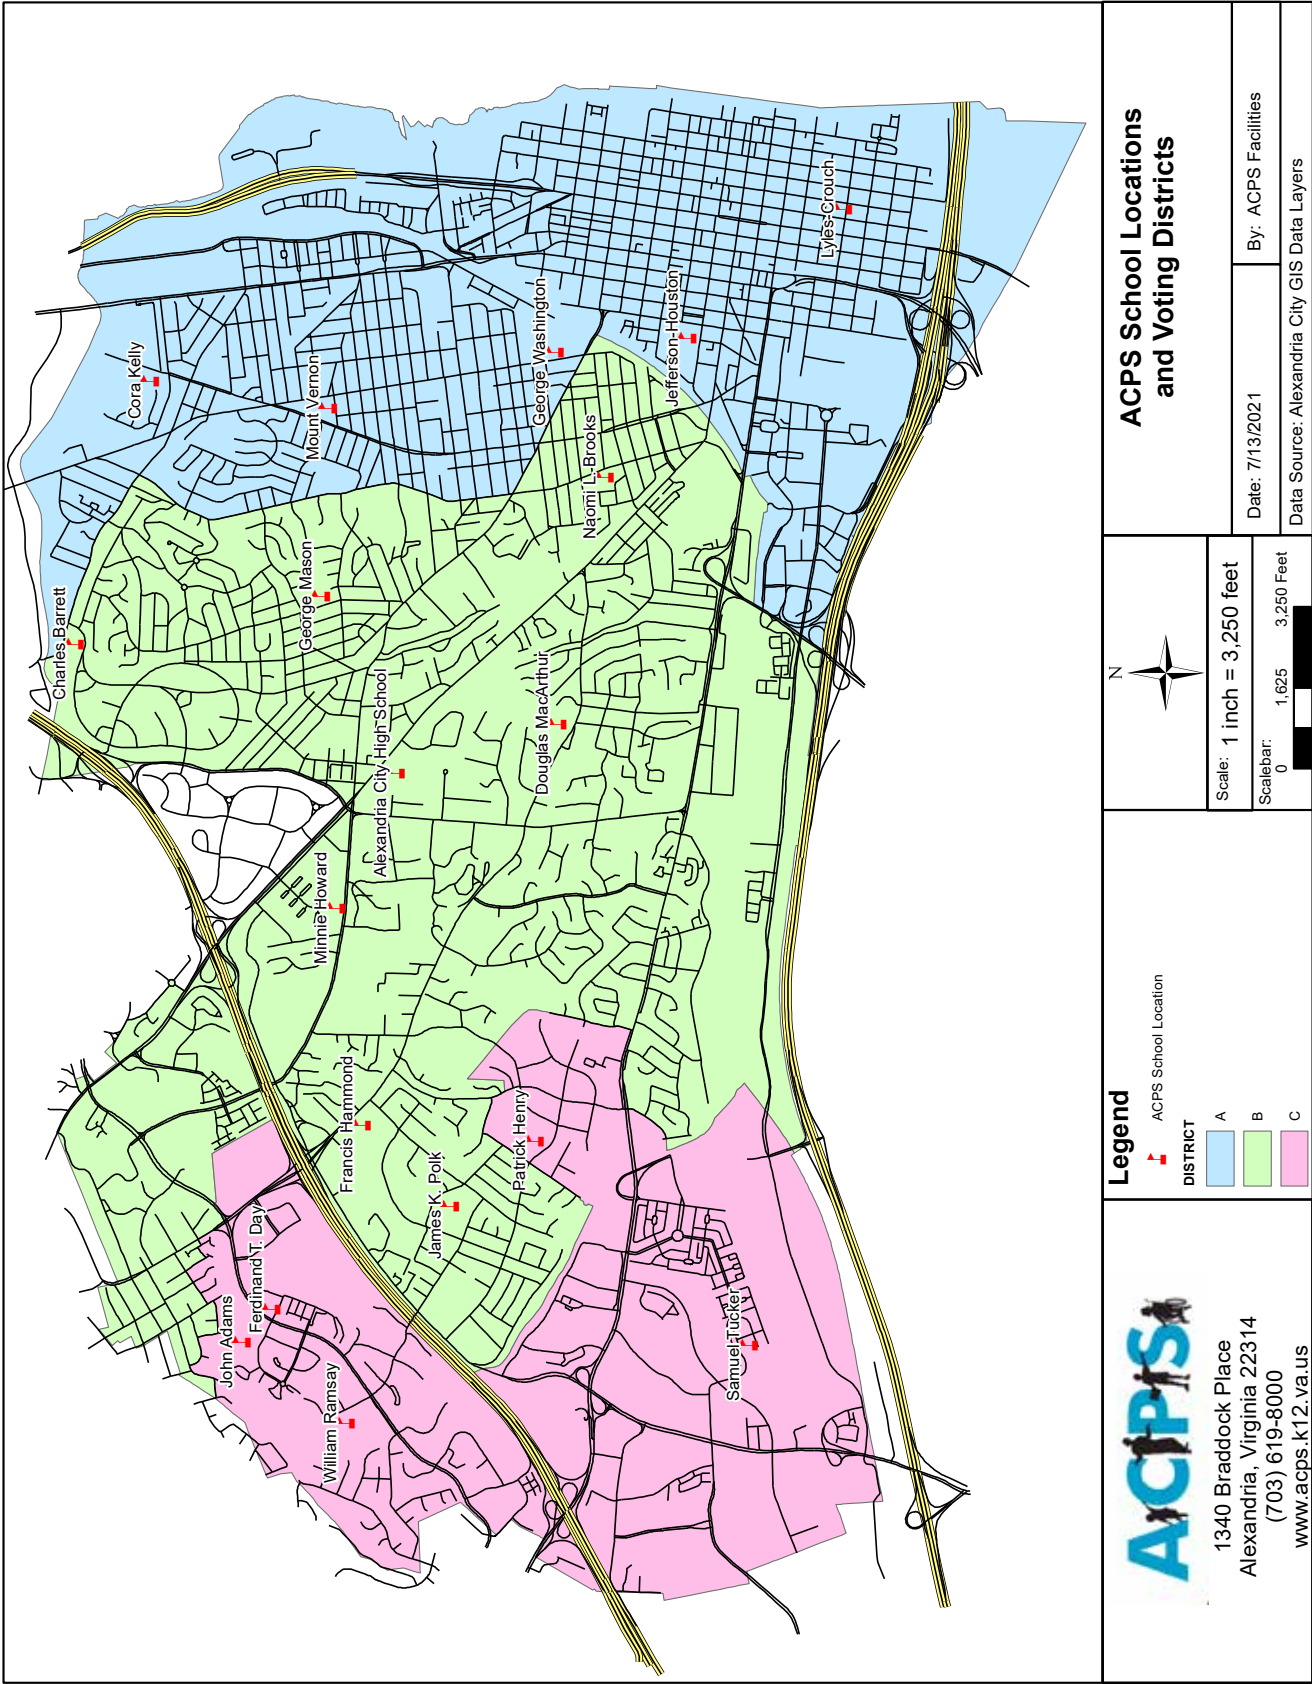 Cora Kelly
Mount Vernon
George Washington
Jefferson-Houston
Lyles-Crouch
Naomi L. Brooks
Charles Barrett
George Mason
Alexandria City High School
Douglas MacArthur
Minnie Howard
Francis Hammond
James K. Polk
Patrick Henry
John Adams
Ferdinand T. Day
William Ramsay
Samuel Tucker
ACPS
1340 Braddock Place
Alexandria, Virginia 22314
(703) 619-8000
www.acps.k12.va.us
Legend
ACPS School Location
DISTRICT
A
B
C
N
Scale: 1 inch = 3,250 feet
Scalebar:
0 1,625 3,250 Feet
ACPS School Locations
and Voting Districts
Date: 7/13/2021
By: ACPS Facilities
Data Source: Alexandria City GIS Data Layers